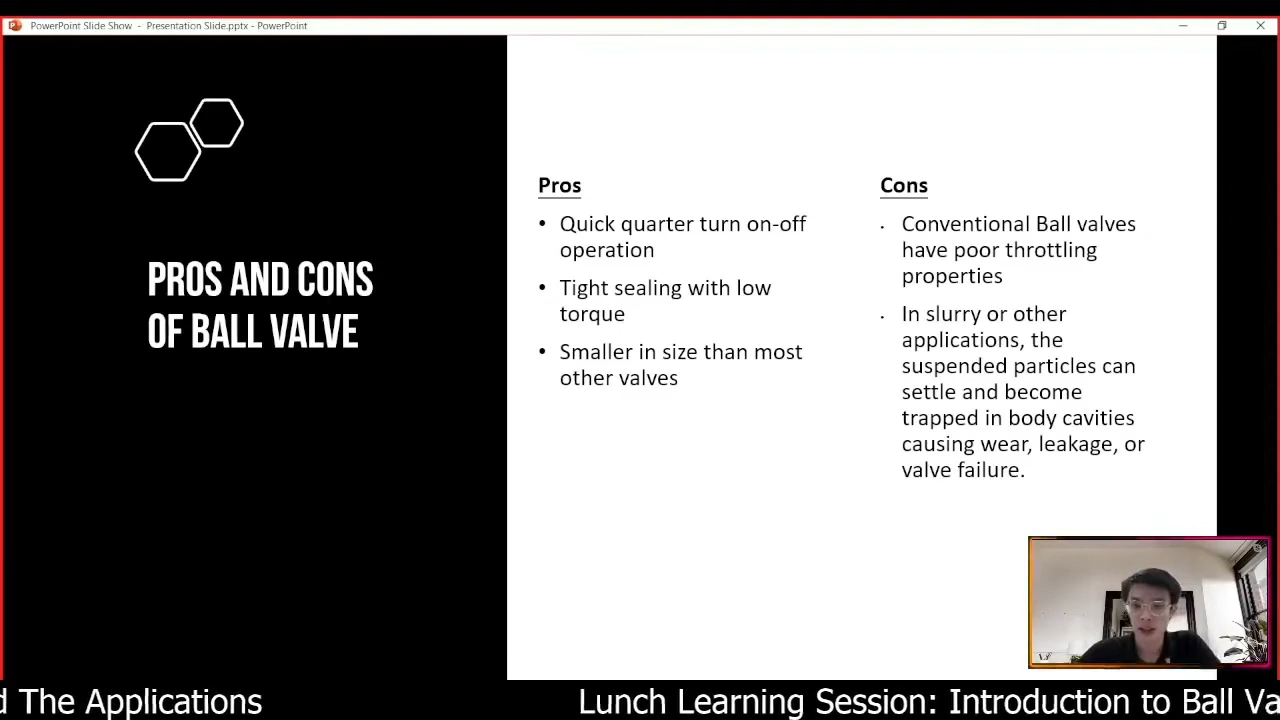 PowerPoint Slide Show - Presentation Slide.pptx - PowerPoint
PROS AND CONS
OF BALL VALVE
Pros
• Quick quarter turn on-off
operation
• Tight sealing with low
torque
• Smaller in size than most
other valves
Cons
• Conventional Ball valves
have poor throttling
properties
• In slurry or other
applications, the
suspended particles can
settle and become
trapped in body cavities
causing wear, leakage, or
valve failure.
d The Applications Lunch Learning Session: Introduction to Ball Va